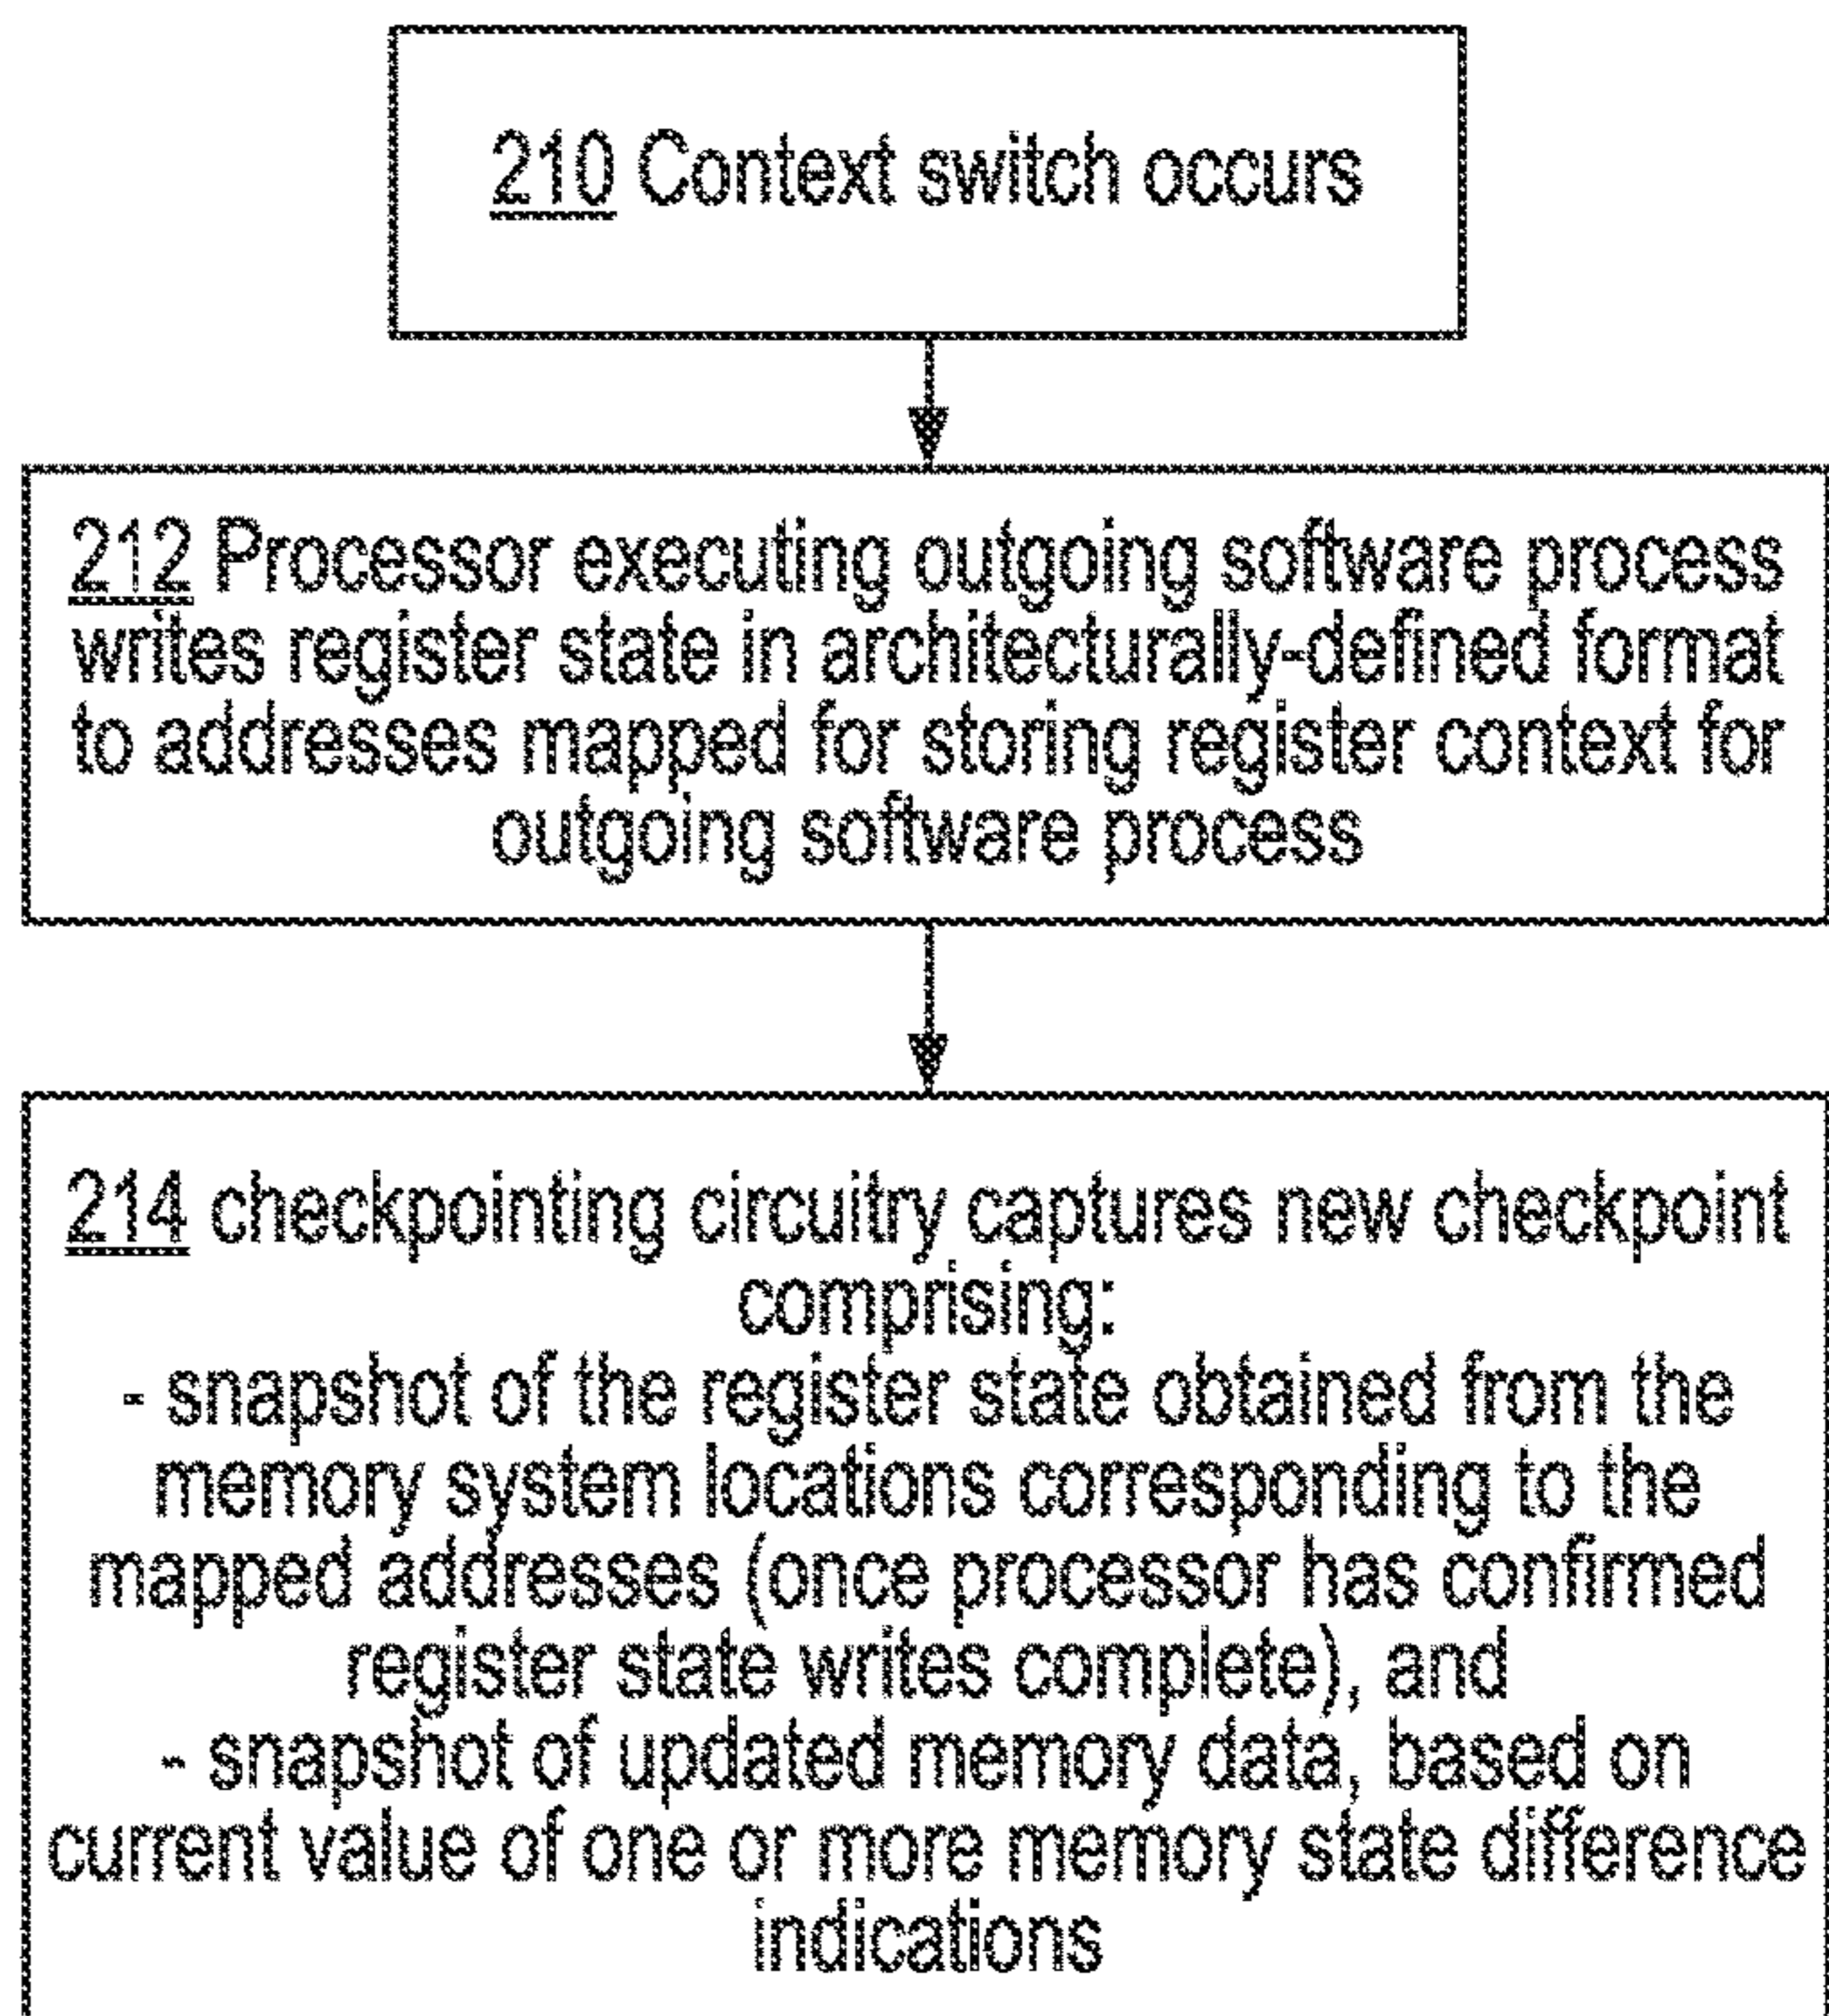 210 Context switch occurs
212 Processor executing outgoing software process
writes register state in architecturally-defined format
to addresses mapped for storing register context for
outgoing software process
214 checkpointing circuitry captures new checkpoint
comprising:
- snapshot of the register state obtained from the
memory system locations corresponding to the
mapped addresses (once processor has confirmed
register state writes complete), and
- snapshot of updated memory data, based on
current value of one or more memory state difference
indications